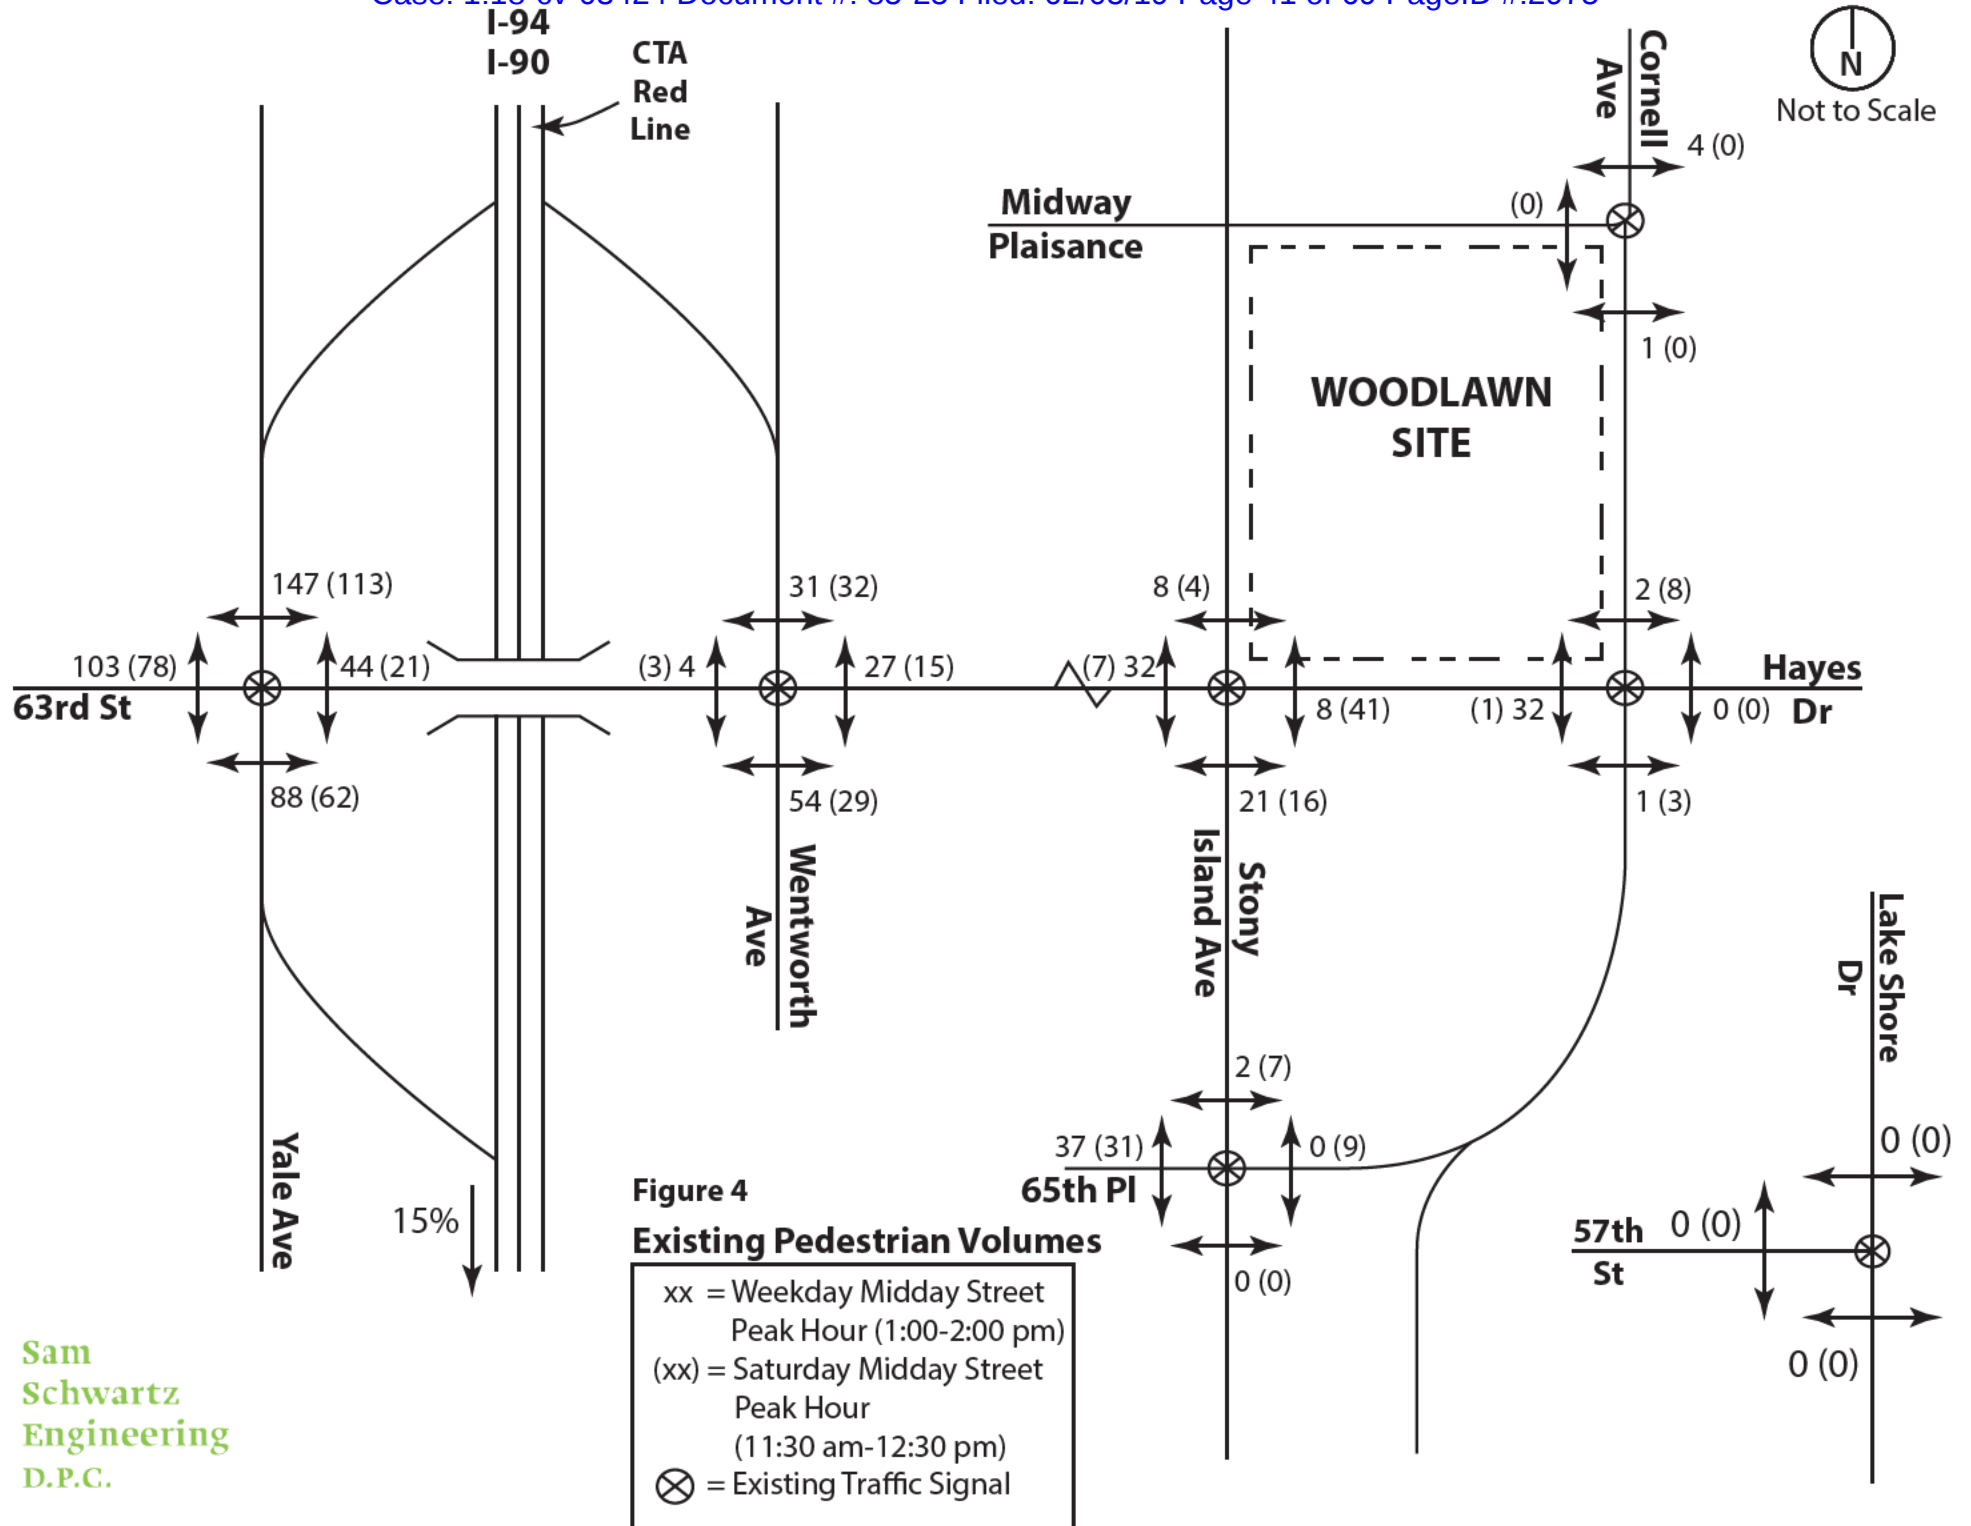 I-94
I-90
CTA
Red
Line
Cornell
Ave
N
Not to Scale
4 (0)
Midway
Plaisance
(0)
1 (0)
WOODLAWN
SITE
147 (113)
31 (32)
8 (4)
2 (8)
103 (78)
44 (21)
(3) 4
27 (15)
(7) 32
Hayes
Dr
63rd St
8 (41)
(1) 32
0 (0)
88 (62)
54 (29)
21 (16)
1 (3)
Wentworth
Ave
Stony
Island Ave
Lake Shore
Dr
2 (7)
37 (31)
0 (9)
65th Pl
0 (0)
Yale Ave
15%
0 (0)
57th
St
0 (0)
0 (0)
Figure 4
Existing Pedestrian Volumes
xx = Weekday Midday Street
Peak Hour (1:00-2:00 pm)
(xx) = Saturday Midday Street
Peak Hour
(11:30 am-12:30 pm)
= Existing Traffic Signal
Sam
Schwartz
Engineering
D.P.C.